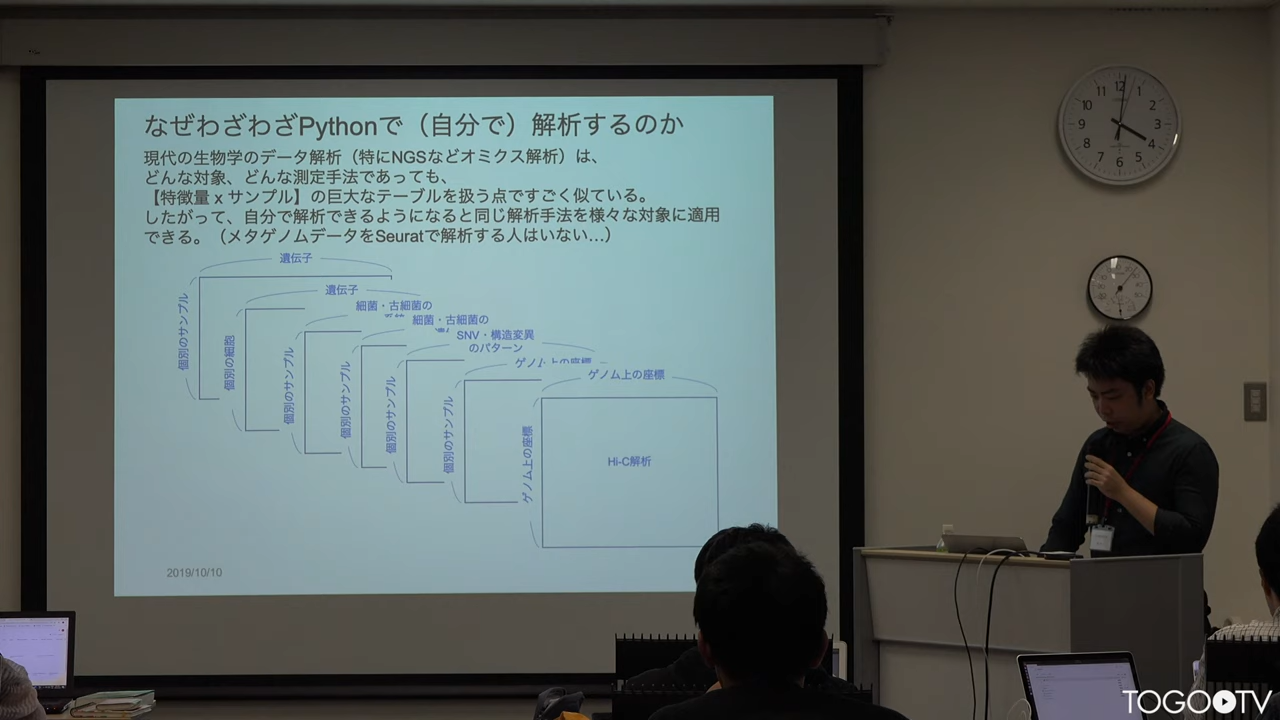 なぜわざわざPythonで（自分で）解析するのか
現代の生物学のデータ解析（特にNGSなどオミクス解析）は、
どんな対象、どんな測定手法であっても、
【特徴量 x サンプル】の巨大なテーブルを扱う点ですごく似ている。
したがって、自分で解析できるようになると同じ解析手法を様々な対象に適用
できる。（メタゲノムデータをSeuratで解析する人はいない…）
遺伝子
個別のサンプル
遺伝子
個別の細胞
細菌・古細菌の
個別のサンプル
細菌・古細菌の
個別のサンプル
SNV・構造変異
のパターン
個別のサンプル
ゲノム上の座標
個別のサンプル
ゲノム上の座標
ゲノム上の座標
Hi-C解析
2019/10/10
12
1
2
3
4
5
6
7
8
9
10
11
TOGOTV